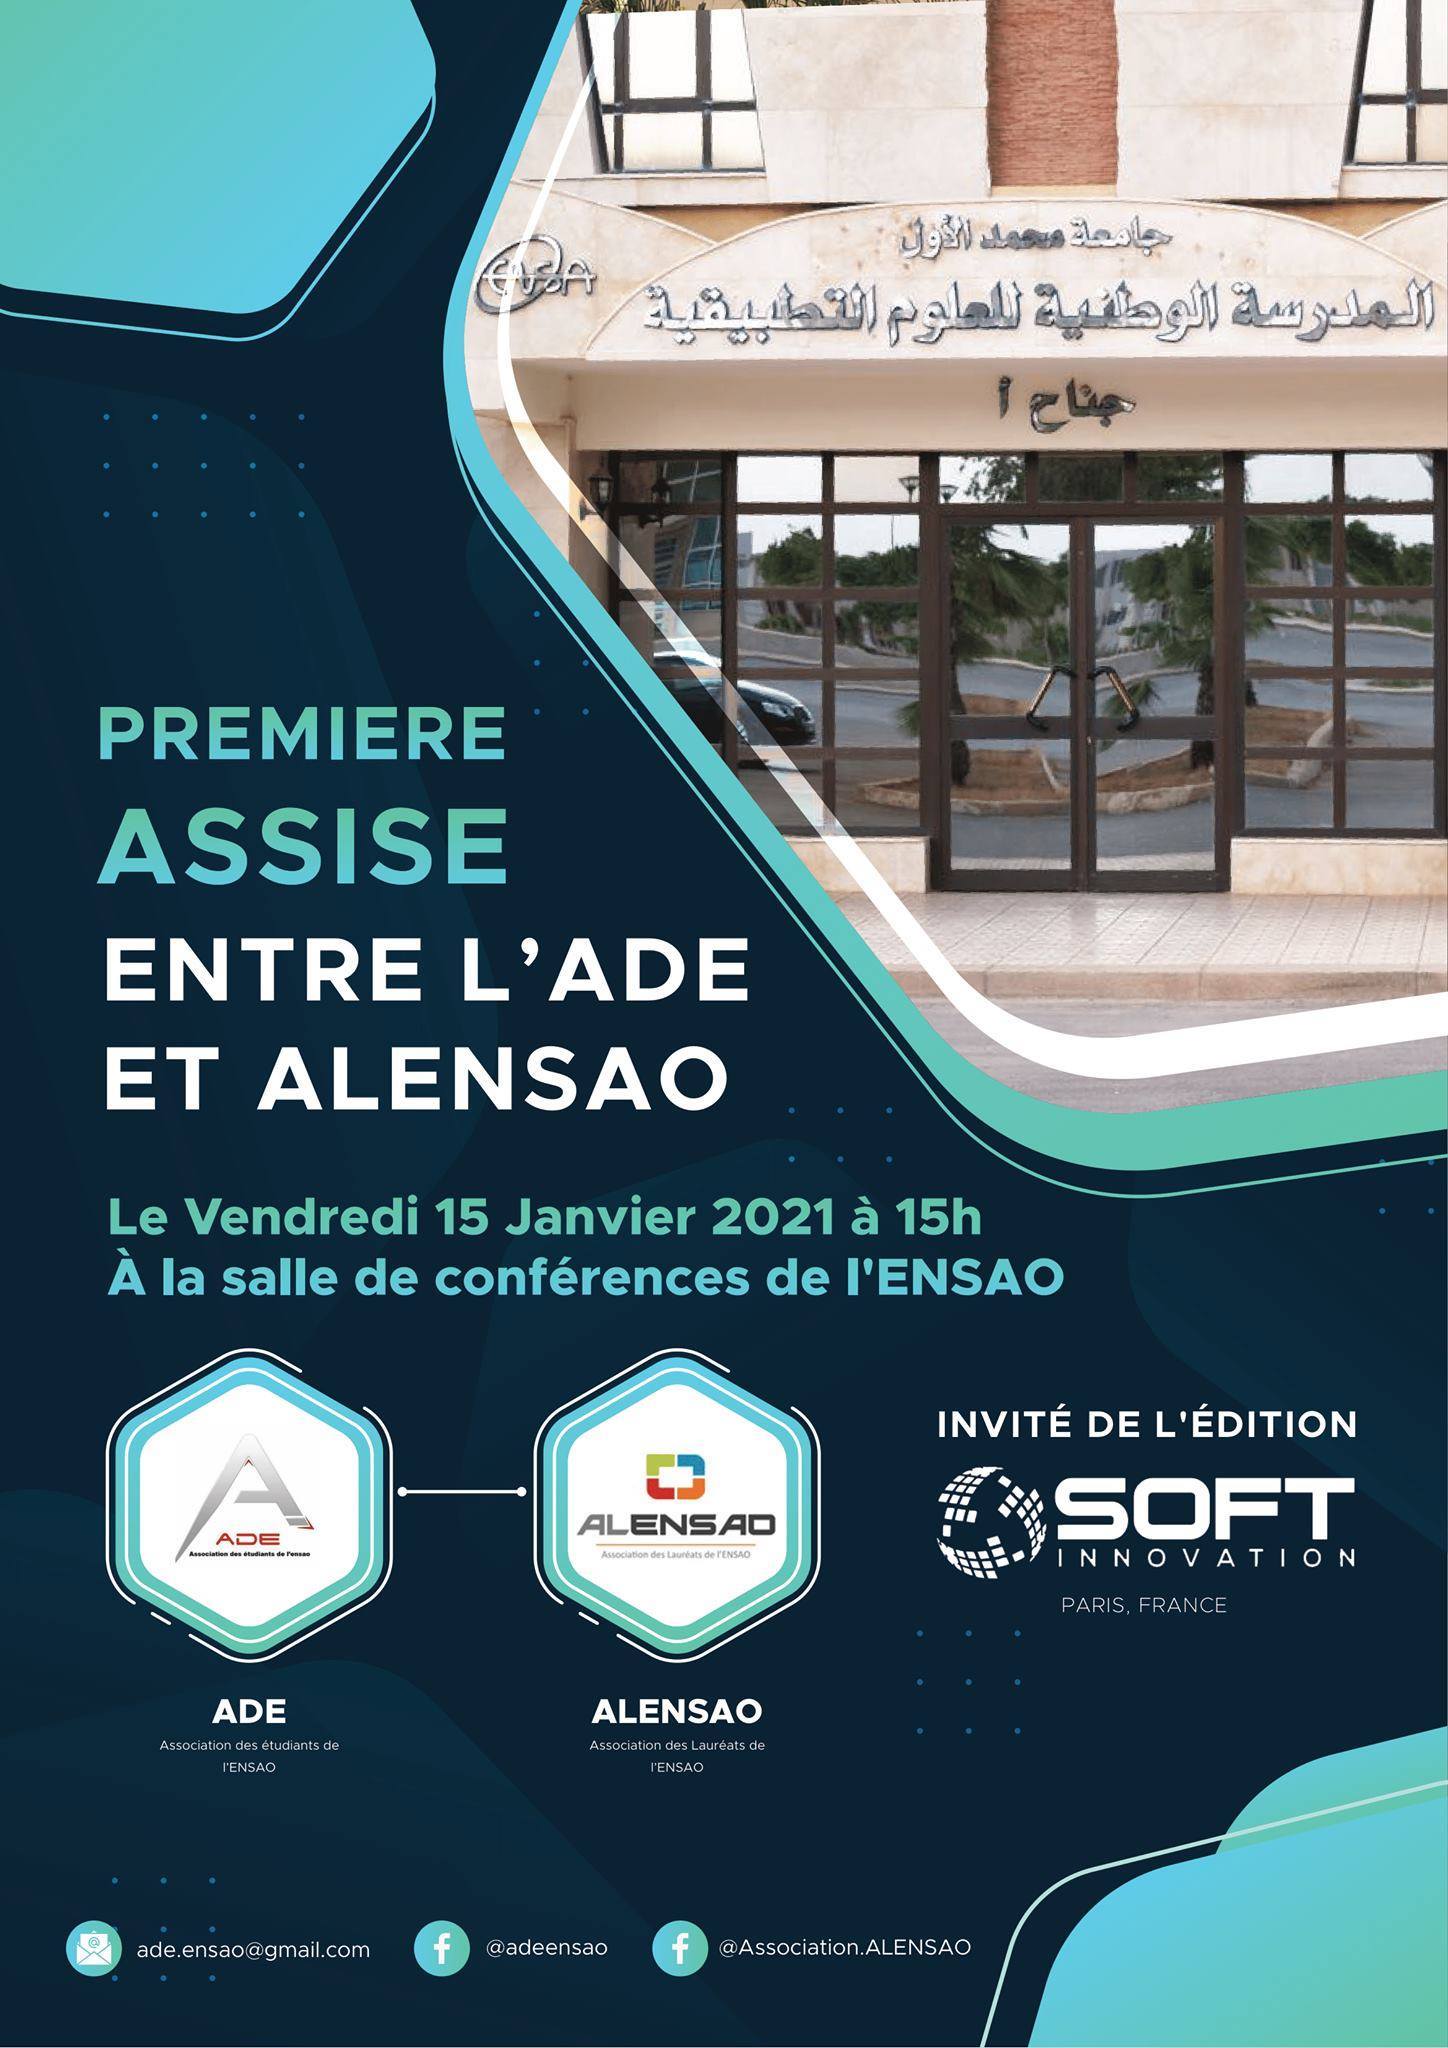 جامعة محمد الأول
ENSA
المدرسة الوطنية للعلوم التطبيقية
جناح أ
PREMIERE
ASSISE
ENTRE L’ADE
ET ALENSAO
Le Vendredi 15 Janvier 2021 à 15h
À la salle de conférences de l'ENSAO
ADE
Association des étudiants de l'ensao
ALENSAO
Association des Lauréats de l'ENSAO
INVITÉ DE L'ÉDITION
SOFT
INNOVATION
PARIS, FRANCE
ADE
Association des étudiants de
l'ENSAO
ALENSAO
Association des Lauréats de
l'ENSAO
ade.ensao@gmail.com
@adeensao
@Association.ALENSAO